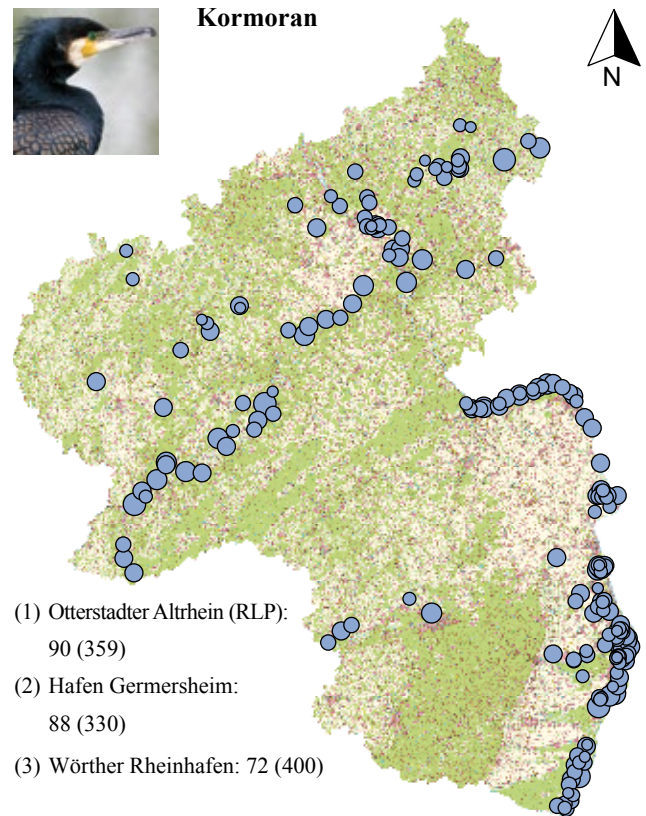 Kormoran
N
(1) Otterstadter Altrhein (RLP):
90 (359)
(2) Hafen Germersheim:
88 (330)
(3) Wörther Rheinhafen: 72 (400)